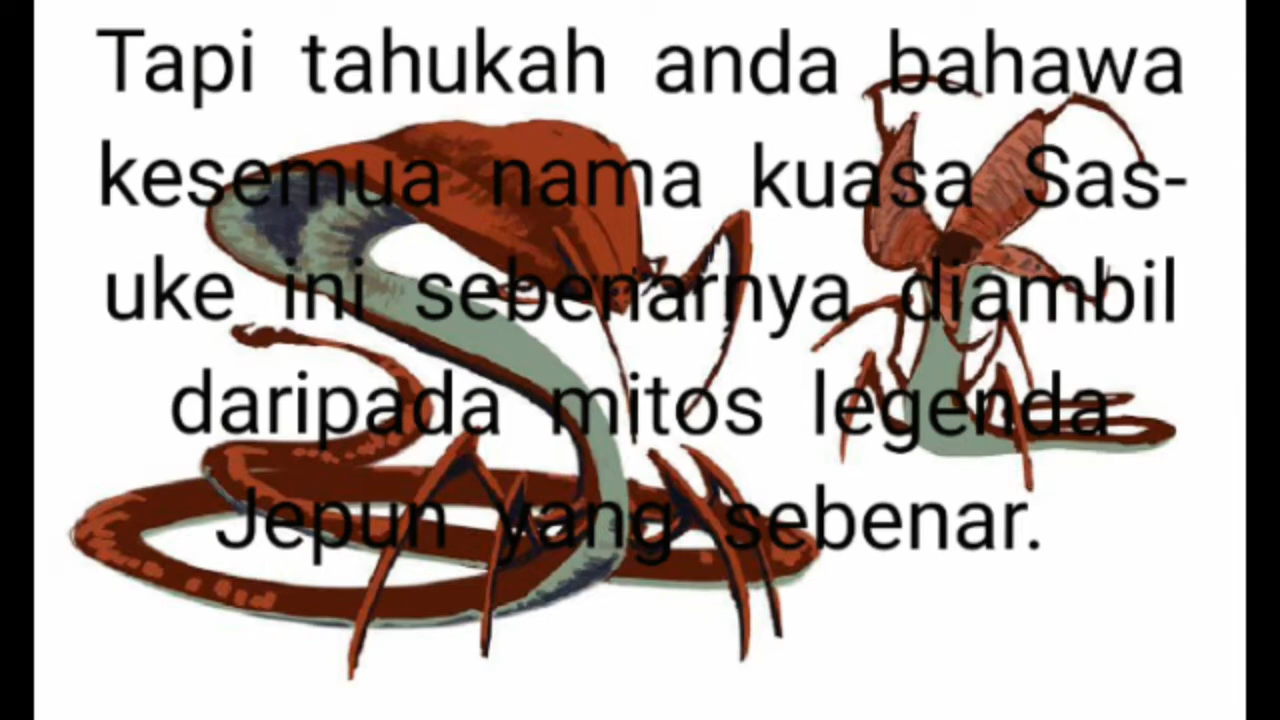 Tapi tahukah anda bahawa
kesemua nama kuasa Sas-
uke ini sebenarnya diambil
daripada mitos legenda
Jepun yang sebenar.